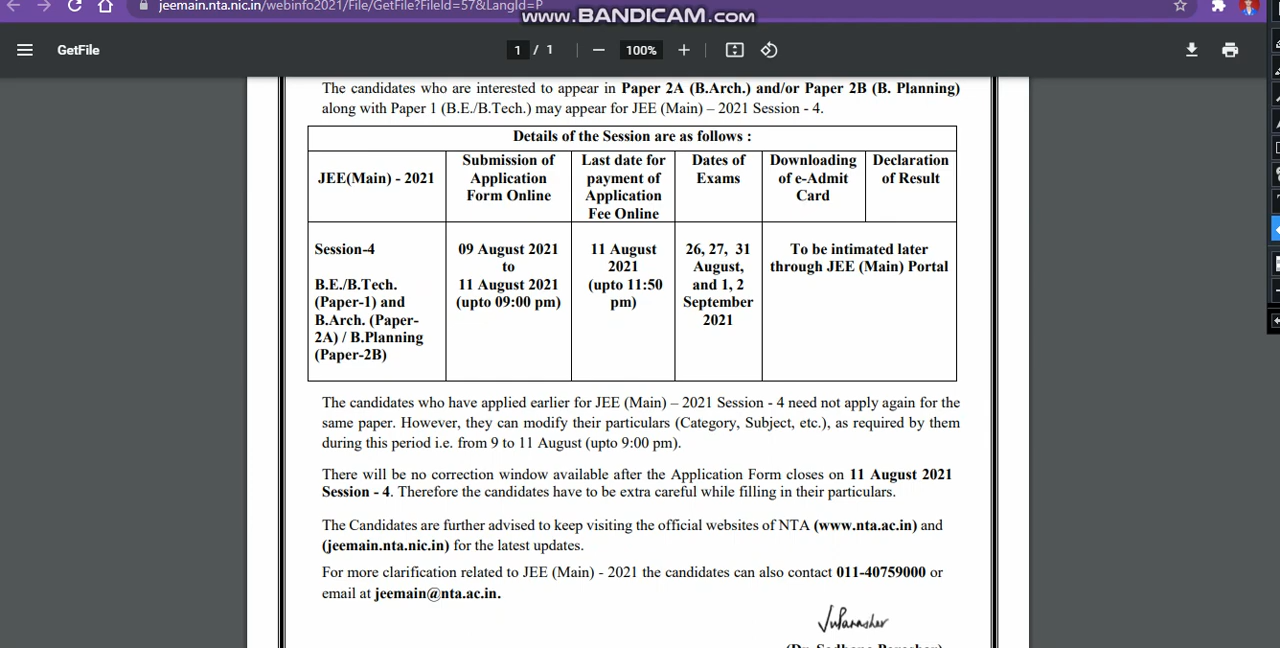 jeemain.nta.nic.in/webinfo2021/File/GetFile?FileId=57&LangId=P
www.BANDICAM.com
GetFile
1 / 1
100%
The candidates who are interested to appear in Paper 2A (B.Arch.) and/or Paper 2B (B. Planning)
along with Paper 1 (B.E./B.Tech.) may appear for JEE (Main) – 2021 Session - 4.
Details of the Session are as follows :
JEE(Main) - 2021
Submission of
Application
Form Online
Last date for
payment of
Application
Fee Online
Dates of
Exams
Downloading
of e-Admit
Card
Declaration
of Result
Session-4
B.E./B.Tech.
(Paper-1) and
B.Arch. (Paper-
2A) / B.Planning
(Paper-2B)
09 August 2021
to
11 August 2021
(upto 09:00 pm)
11 August
2021
(upto 11:50
pm)
26, 27, 31
August,
and 1, 2
September
2021
To be intimated later
through JEE (Main) Portal
The candidates who have applied earlier for JEE (Main) – 2021 Session - 4 need not apply again for the
same paper. However, they can modify their particulars (Category, Subject, etc.), as required by them
during this period i.e. from 9 to 11 August (upto 9:00 pm).
There will be no correction window available after the Application Form closes on 11 August 2021
Session - 4. Therefore the candidates have to be extra careful while filling in their particulars.
The Candidates are further advised to keep visiting the official websites of NTA (www.nta.ac.in) and
(jeemain.nta.nic.in) for the latest updates.
For more clarification related to JEE (Main) - 2021 the candidates can also contact 011-40759000 or
email at jeemain@nta.ac.in.